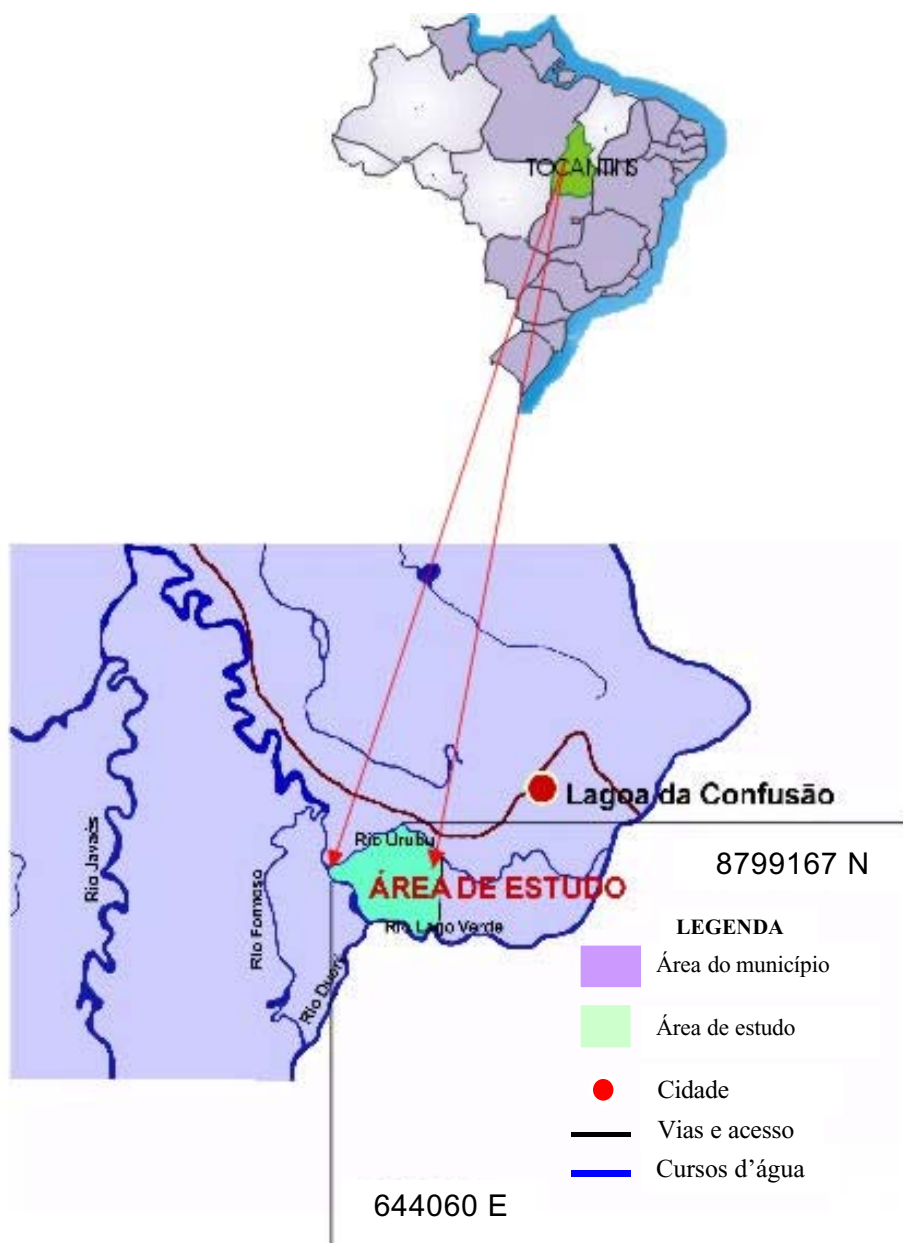 TOCANTINS
Lagoa da Confusão
Rio Javaés
Rio Formoso
Rio Urubu
8799167 N
ÁREA DE ESTUDO
Rio Lago Verde
Rio Dueré
LEGENDA
Área do município
Área de estudo
Cidade
Vias e acesso
Cursos d’água
644060 E